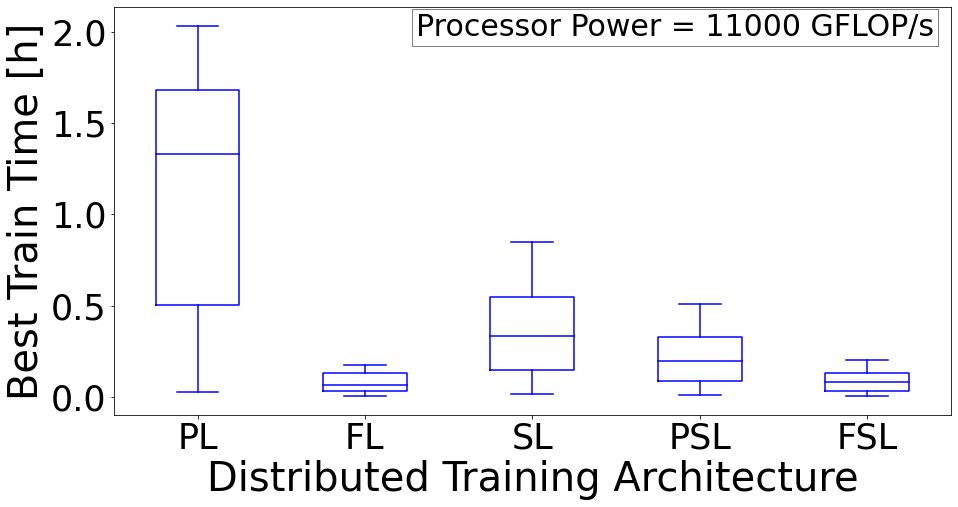 Processor Power = 11000 GFLOP/s
Best Train Time [h]
2.0
1.5
1.0
0.5
0.0
PL FL SL PSL FSL
Distributed Training Architecture